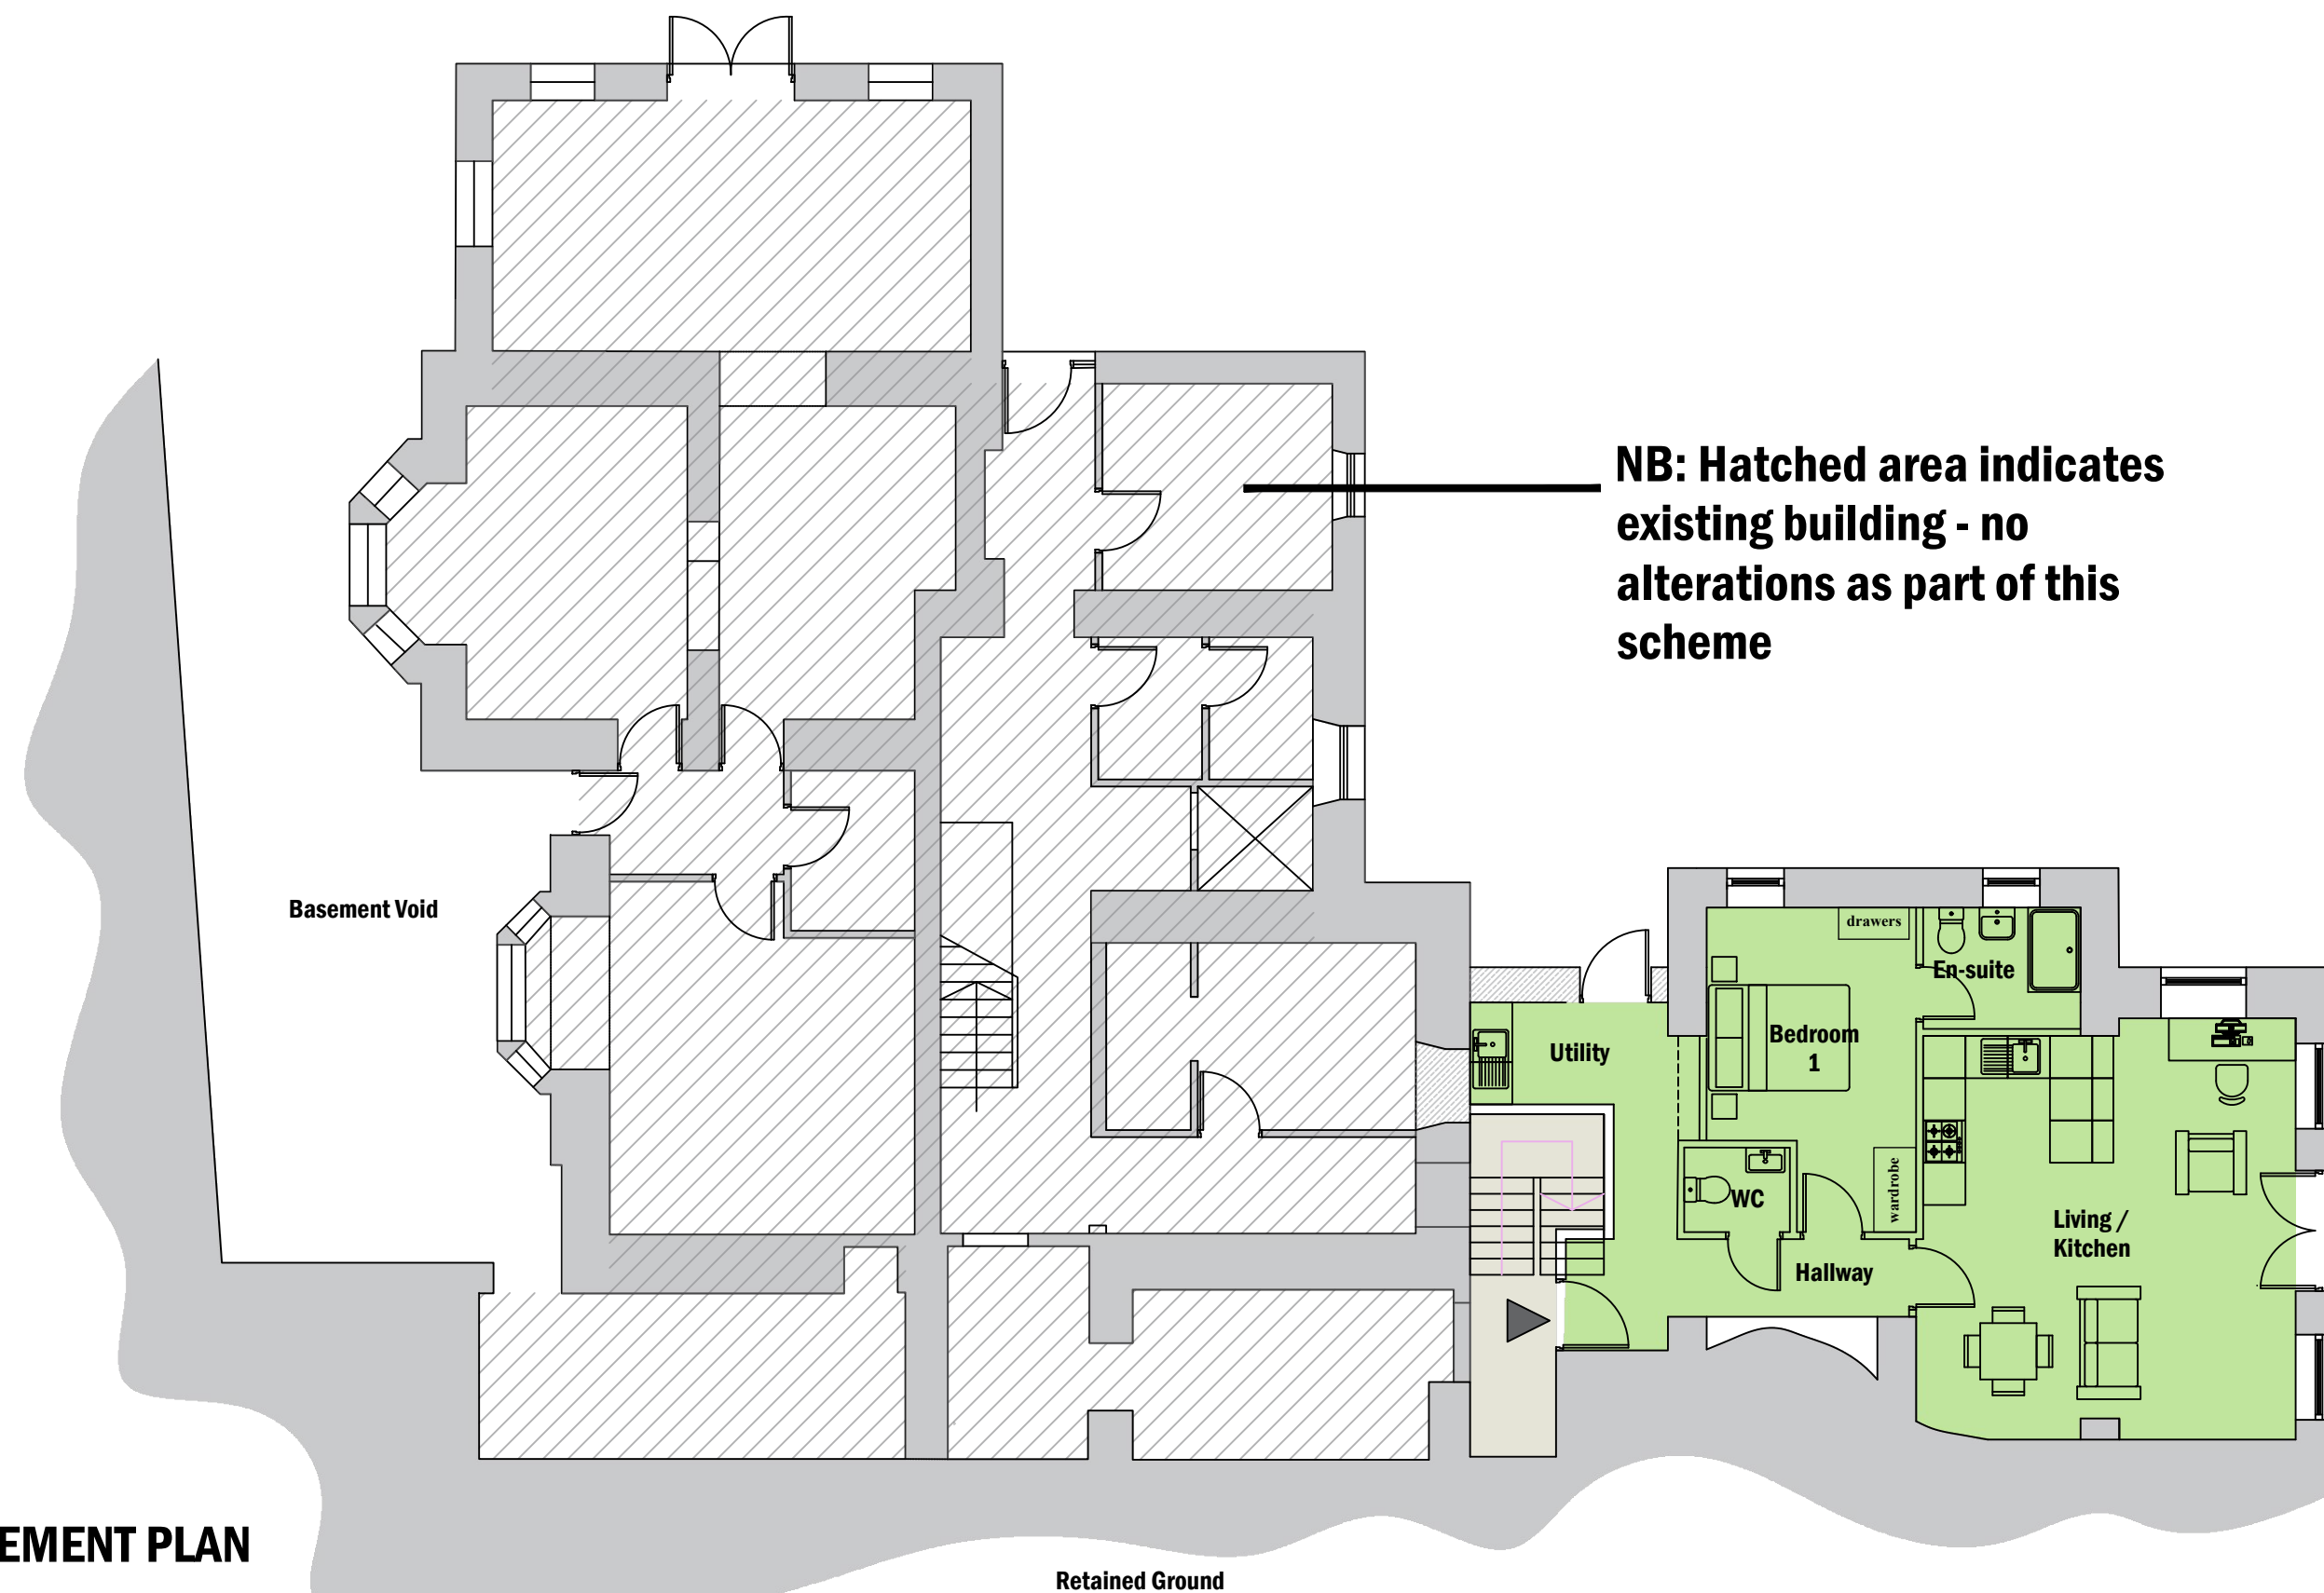 NB: Hatched area indicates
existing building - no
alterations as part of this
scheme
Basement Void
drawers
En-suite
Bedroom
1
Utility
wardrobe
WC
Living /
Kitchen
Hallway
EMENT PLAN
Retained Ground